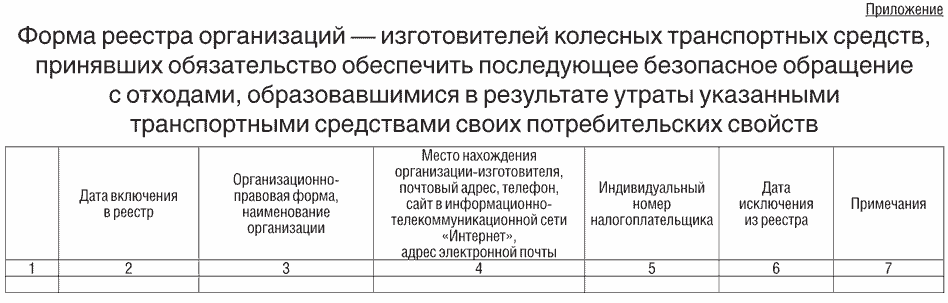 Приложение
Форма реестра организаций — изготовителей колесных транспортных средств,
принявших обязательство обеспечить последующее безопасное обращение
с отходами, образовавшимися в результате утраты указанными
транспортными средствами своих потребительских свойств
Дата включения
в реестр
Организационно-
правовая форма,
наименование
организации
Место нахождения
организации-изготовителя,
почтовый адрес, телефон,
сайт в информационно-
телекоммуникационной сети
«Интернет»,
адрес электронной почты
Индивидуальный
номер
налогоплательщика
Дата
исключения
из реестра
Примечания
1 2 3 4 5 6 7